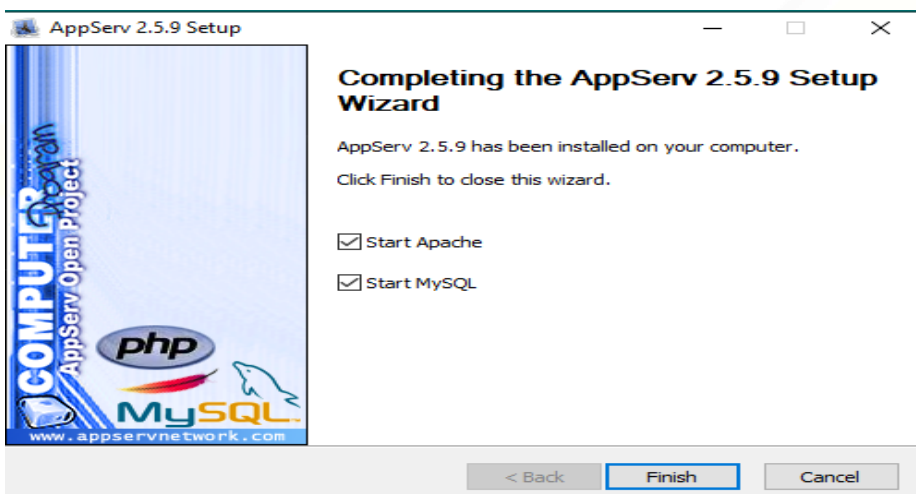 AppServ 2.5.9 Setup
Completing the AppServ 2.5.9 Setup
Wizard
AppServ 2.5.9 has been installed on your computer.
Click Finish to close this wizard.
Start Apache
Start MySQL
COMPUTER
Program
AppServ Open Project
php
MySQL
www.appservnetwork.com
< Back
Finish
Cancel